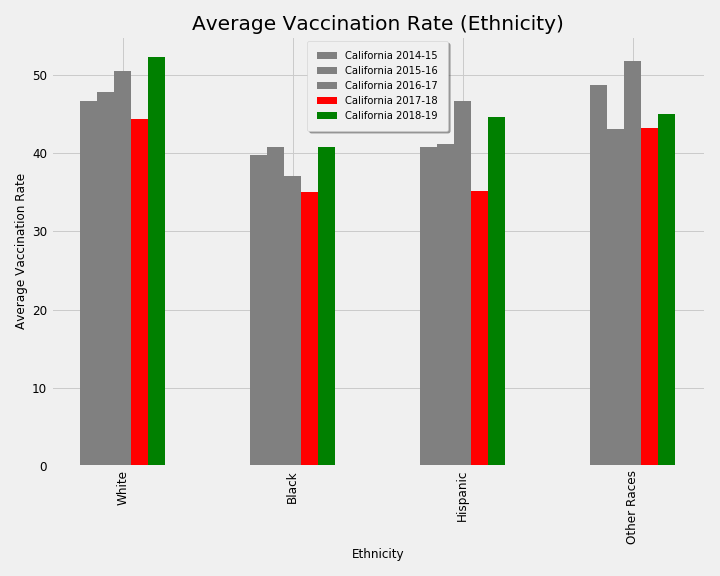 Average Vaccination Rate (Ethnicity)
California 2014-15
California 2015-16
California 2016-17
California 2017-18
California 2018-19
Average Vaccination Rate
50
40
30
20
10
0
White
Black
Hispanic
Other Races
Ethnicity